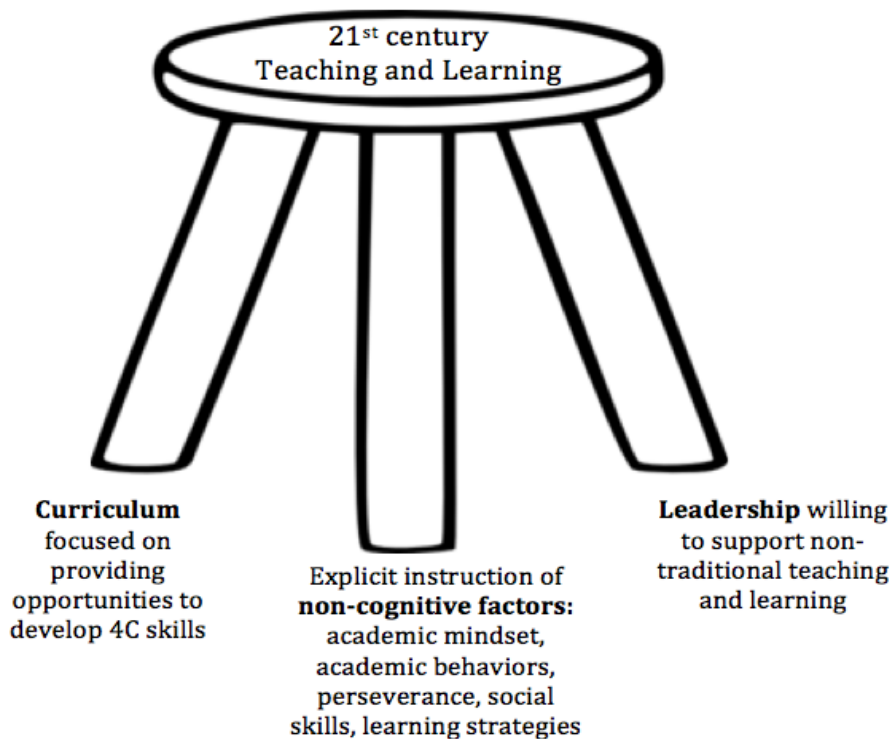 21st century
Teaching and Learning
Curriculum
focused on
providing
opportunities to
develop 4C skills
Explicit instruction of
non-cognitive factors:
academic mindset,
academic behaviors,
perseverance, social
skills, learning strategies
Leadership willing
to support non-
traditional teaching
and learning